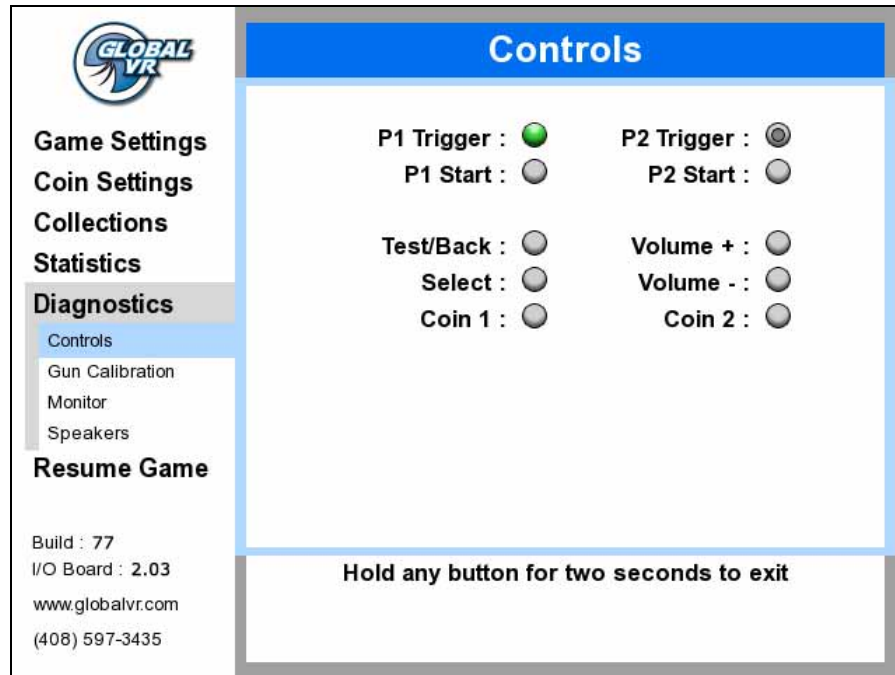 GLOBAL
VR
Game Settings
Coin Settings
Collections
Statistics
Diagnostics
Controls
Gun Calibration
Monitor
Speakers
Resume Game
Build : 77
I/O Board : 2.03
www.globalvr.com
(408) 597-3435
Controls
P1 Trigger : P2 Trigger :
P1 Start : P2 Start :
Test/Back : Volume + :
Select : Volume - :
Coin 1 : Coin 2 :
Hold any button for two seconds to exit